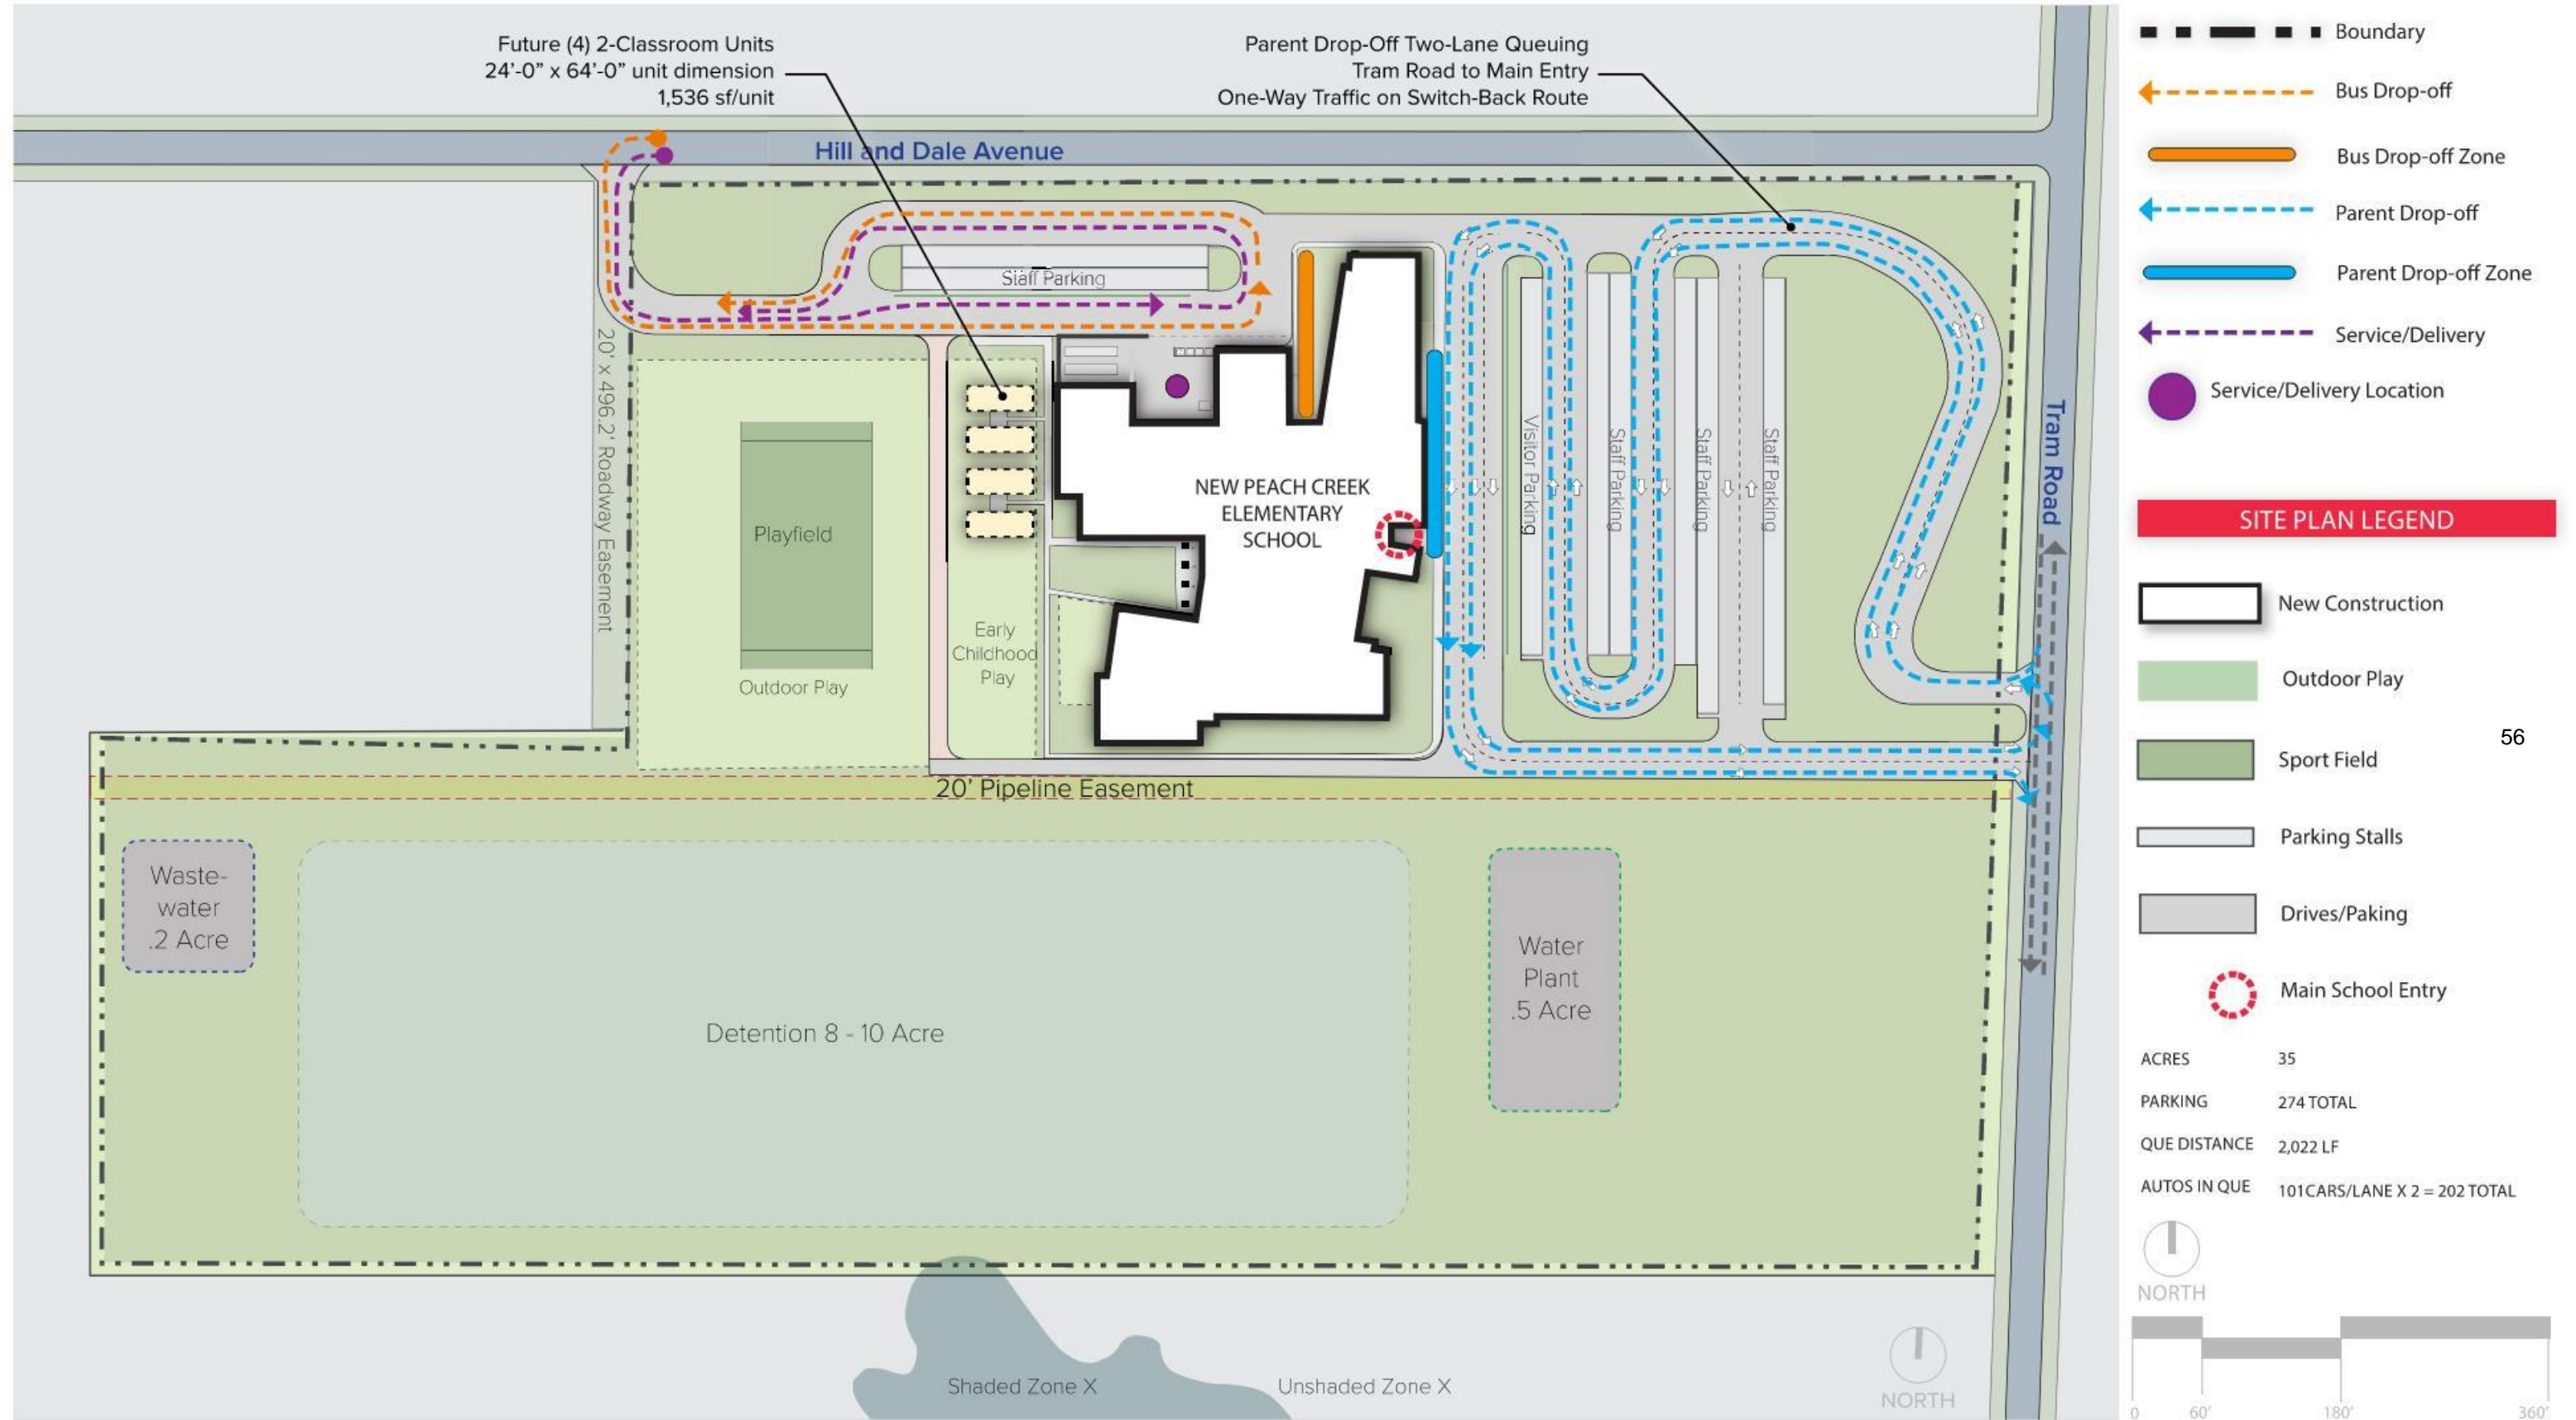 Future (4) 2-Classroom Units
24'-0" x 64'-0" unit dimension
1,536 sf/unit
Parent Drop-Off Two-Lane Queuing
Tram Road to Main Entry
One-Way Traffic on Switch-Back Route
Hill and Dale Avenue
Staff Parking
20' x 496.2' Roadway Easement
Playfield
Outdoor Play
Early
Childhood
Play
NEW PEACH CREEK
ELEMENTARY
SCHOOL
Visitor Parking
Staff Parking
Staff Parking
Staff Parking
Tram Road
20' Pipeline Easement
Waste-
water
.2 Acre
Detention 8 - 10 Acre
Water
Plant
.5 Acre
Shaded Zone X
Unshaded Zone X
NORTH
Boundary
Bus Drop-off
Bus Drop-off Zone
Parent Drop-off
Parent Drop-off Zone
Service/Delivery
Service/Delivery Location
SITE PLAN LEGEND
New Construction
Outdoor Play
56
Sport Field
Parking Stalls
Drives/Paking
Main School Entry
ACRES 35
PARKING 274 TOTAL
QUE DISTANCE 2,022 LF
AUTOS IN QUE 101CARS/LANE X 2 = 202 TOTAL
NORTH
0 60' 180' 360'